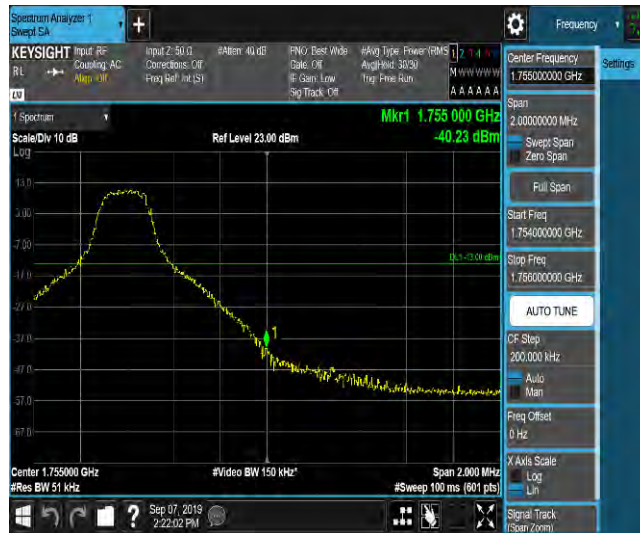 Spectrum Analyzer 1
Swept SA
+
Frequency
KEYSIGHT
Input: RF
Coupling: AC
Align: Off
Input Z: 50 Ω
Corrections: Off
Freq Ref: Int (S)
#Atten: 40 dB
PNO: Best Wide
Gate: Off
IF Gain: Low
Sig Track: Off
#Avg Type: Power (RMS
Avg|Hold: 30/30
Trig: Free Run
M W W W W W
A A A A A A
RL
LV
1 Spectrum
Scale/Div 10 dB
Log
Ref Level 23.00 dBm
Mkr1 1.755 000 GHz
-40.23 dBm
13.0
3.00
-7.00
-17.0
-27.0
-37.0
-47.0
-57.0
-67.0
DL1 -13.00 dBm
1
Center 1.755000 GHz
#Res BW 51 kHz
#Video BW 150 kHz*
Span 2.000 MHz
#Sweep 100 ms (601 pts)
Sep 07, 2019
2:22:02 PM
?
Center Frequency
1.755000000 GHz
Settings
Span
2.00000000 MHz
Swept Span
Zero Span
Full Span
Start Freq
1.754000000 GHz
Stop Freq
1.756000000 GHz
AUTO TUNE
CF Step
200.000 kHz
Auto
Man
Freq Offset
0 Hz
X Axis Scale
Log
Lin
Signal Track
(Span Zoom)